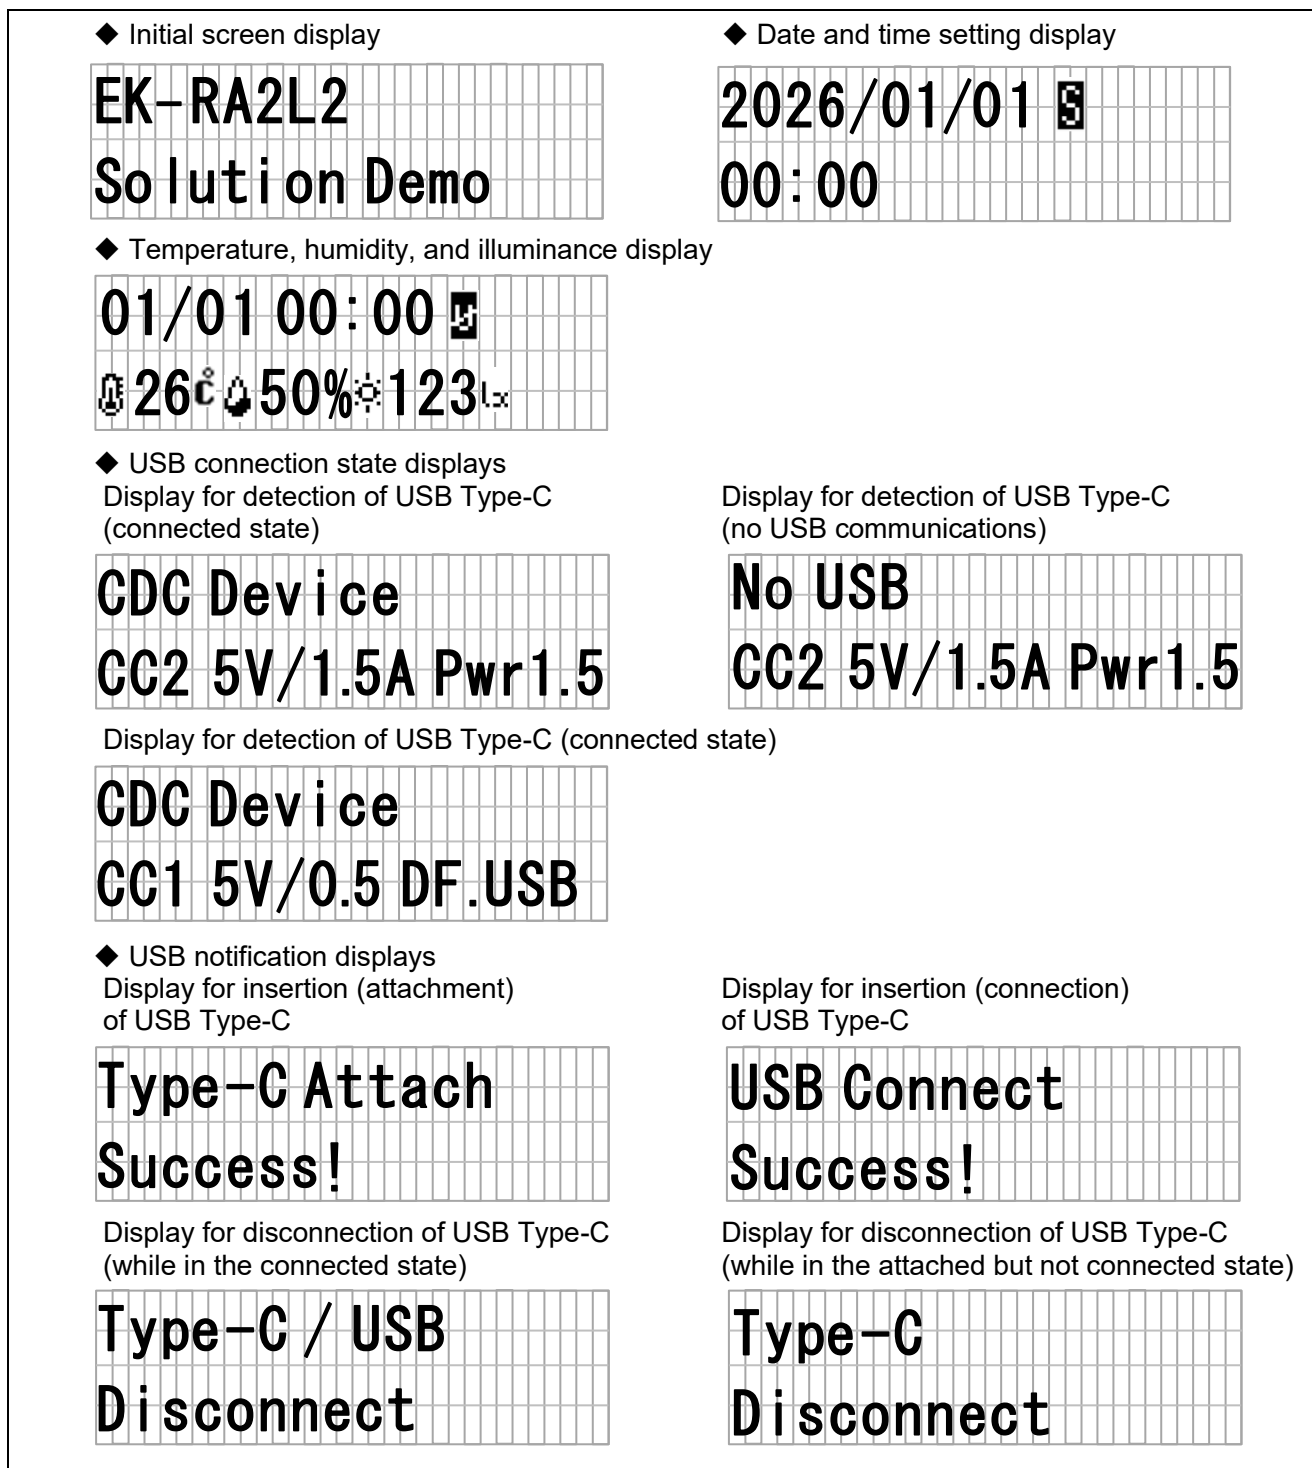 ◆ Initial screen display
EK-RA2L2
Solution Demo
◆ Date and time setting display
2026/01/01 S
00:00
◆ Temperature, humidity, and illuminance display
01/01 00:00
26℃ 50% 123lx
◆ USB connection state displays
Display for detection of USB Type-C
(connected state)
CDC Device
CC2 5V/1.5A Pwr1.5
Display for detection of USB Type-C
(no USB communications)
No USB
CC2 5V/1.5A Pwr1.5
Display for detection of USB Type-C (connected state)
CDC Device
CC1 5V/0.5 DF.USB
◆ USB notification displays
Display for insertion (attachment)
of USB Type-C
Type-C Attach
Success!
Display for insertion (connection)
of USB Type-C
USB Connect
Success!
Display for disconnection of USB Type-C
(while in the connected state)
Type-C / USB
Disconnect
Display for disconnection of USB Type-C
(while in the attached but not connected state)
Type-C
Disconnect